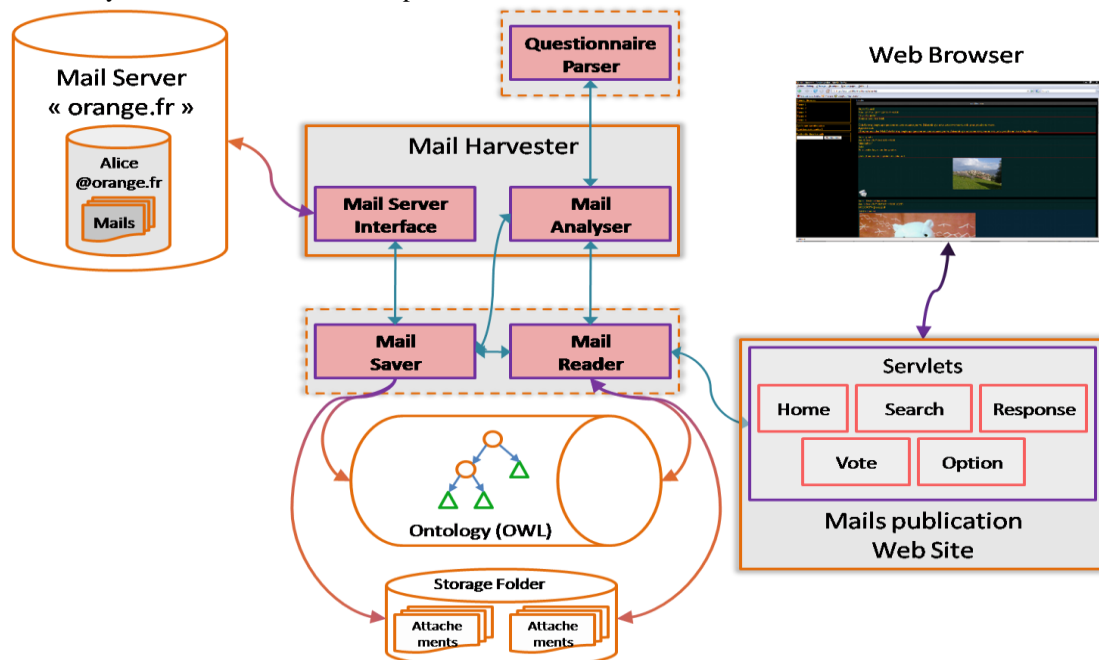 Questionnaire
Parser
Web Browser
Mail Server
« orange.fr »
Alice
@orange.fr
Mails
Mail Harvester
Mail Server
Interface
Mail
Analyser
Mail
Saver
Mail
Reader
Servlets
Home
Search
Response
Vote
Option
Mails publication
Web Site
Ontology (OWL)
Storage Folder
Attache
ments
Attache
ments